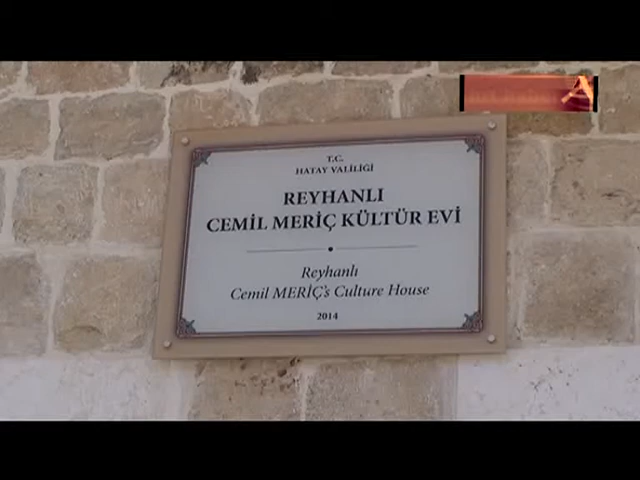 T.C.
HATAY VALİLİĞİ
REYHANLI
CEMİL MERİÇ KÜLTÜR EVİ
Reyhanlı
Cemil MERİÇ's Culture House
2014